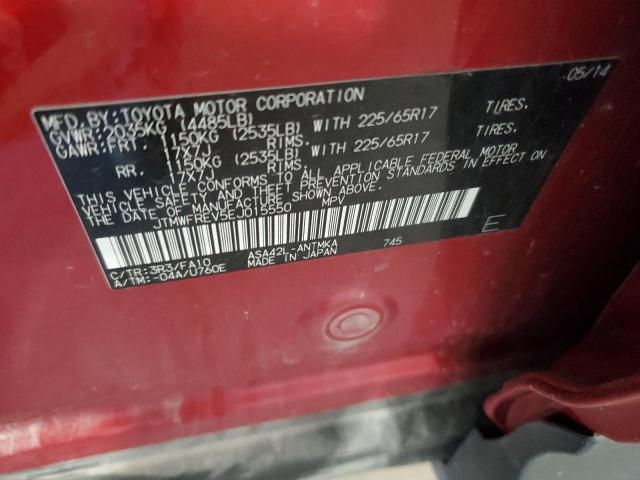 05/14
MFD. BY: TOYOTA MOTOR CORPORATION
GVWR: 2035KG (4485LB)
GAWR: FRT. 1150KG (2535LB) WITH 225/65R17 TIRES.
17X7J RIMS.
RR. 1150KG (2535LB) WITH 225/65R17 TIRES.
17X7J RIMS.
THIS VEHICLE CONFORMS TO ALL APPLICABLE FEDERAL MOTOR
VEHICLE SAFETY AND THEFT PREVENTION STANDARDS IN EFFECT ON
THE DATE OF MANUFACTURE SHOWN ABOVE.
JTMWFREV5EJ015550 MPV
E
C/TR: 3R3/FA10 ASA42L-ANTMKA 745
A/TM: -04A/U760E MADE IN JAPAN